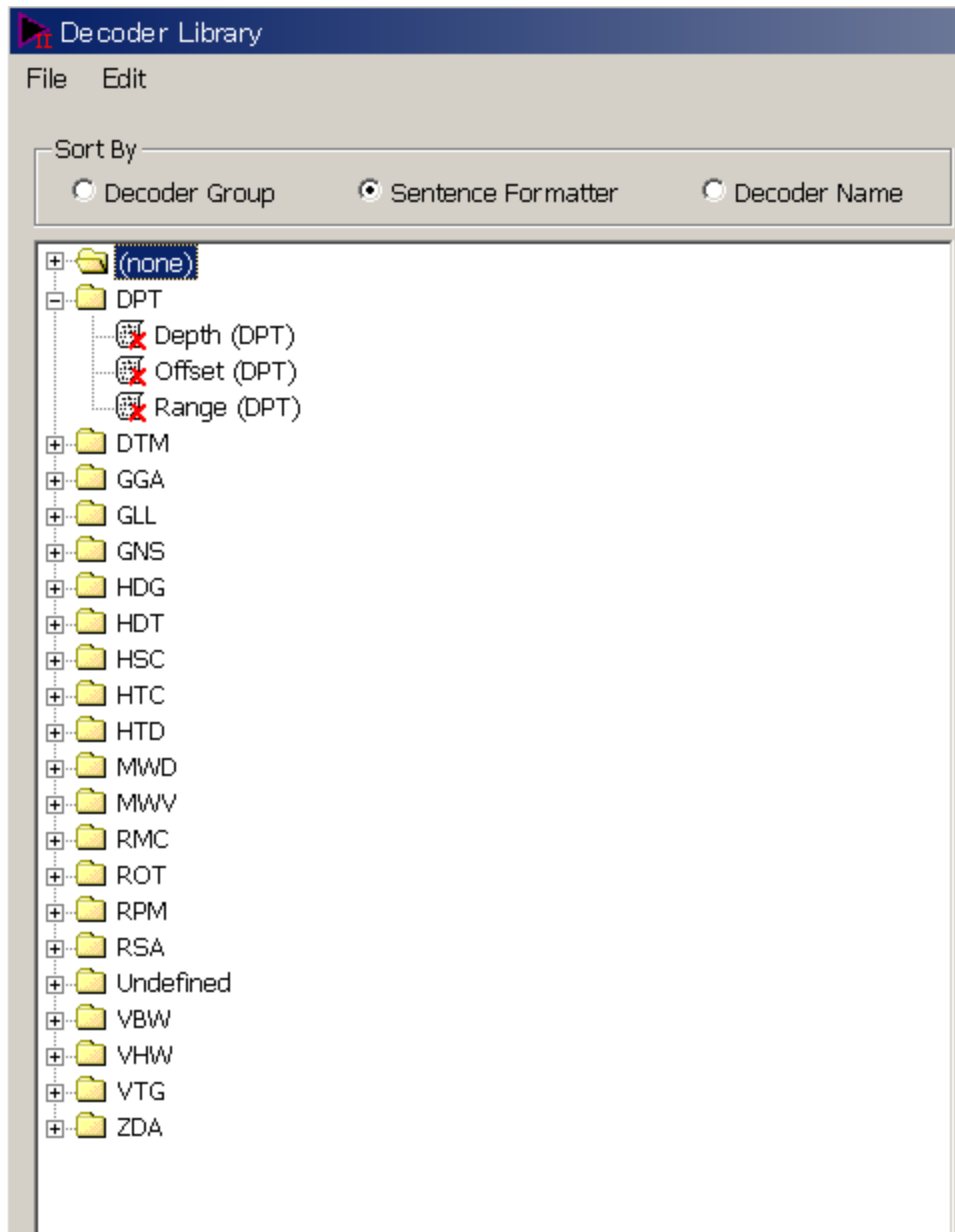 Decoder Library
File Edit
Sort By
Decoder Group Sentence Formatter Decoder Name
(none)
DPT
Depth (DPT)
Offset (DPT)
Range (DPT)
DTM
GGA
GLL
GNS
HDG
HDT
HSC
HTC
HTD
MWD
MWV
RMC
ROT
RPM
RSA
Undefined
VBW
VHW
VTG
ZDA